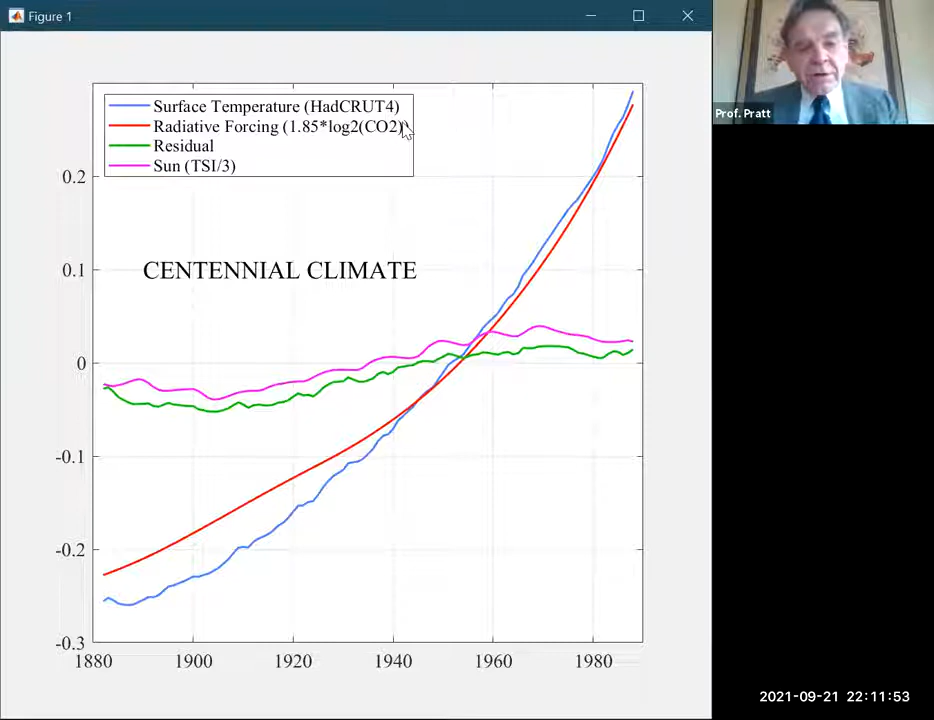 Figure 1
Prof. Pratt
Surface Temperature (HadCRUT4)
Radiative Forcing (1.85*log2(CO2))
Residual
Sun (TSI/3)
CENTENNIAL CLIMATE
0.2
0.1
0
-0.1
-0.2
-0.3
1880 1900 1920 1940 1960 1980
2021-09-21 22:11:53